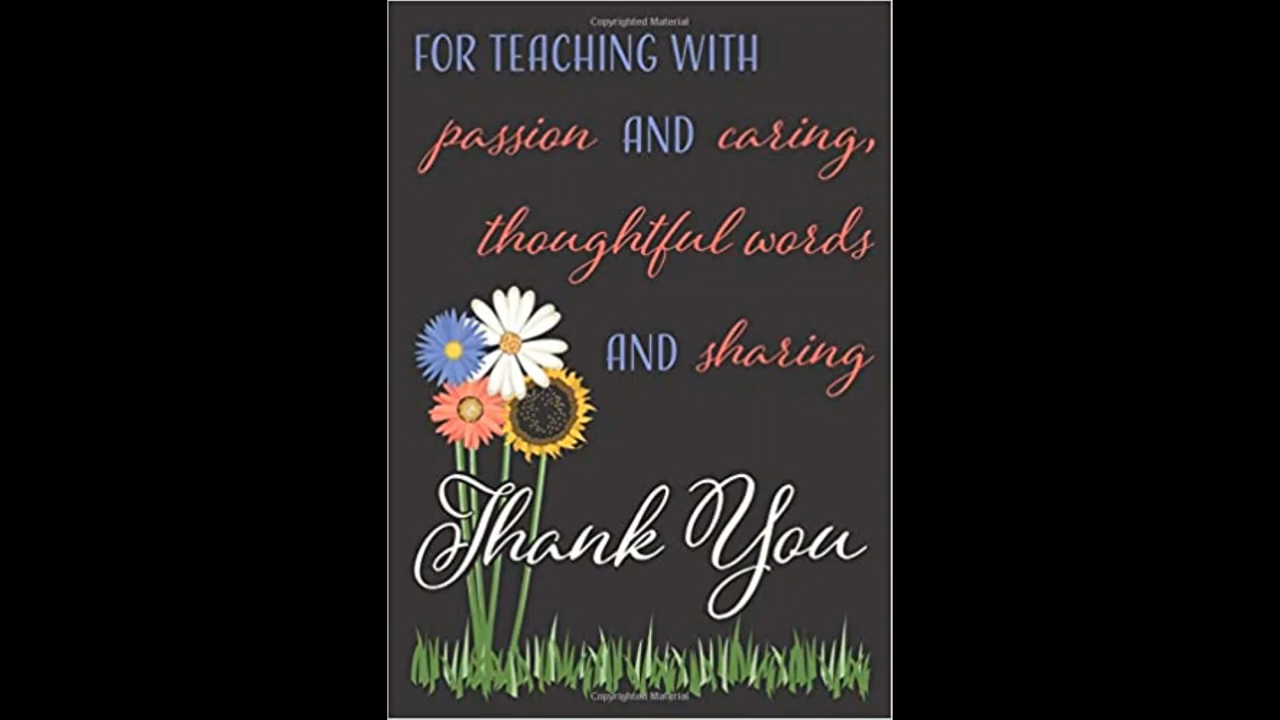 Copyrighted Material
FOR TEACHING WITH
passion AND caring,
thoughtful words
AND sharing
Thank You
Copyrighted Material